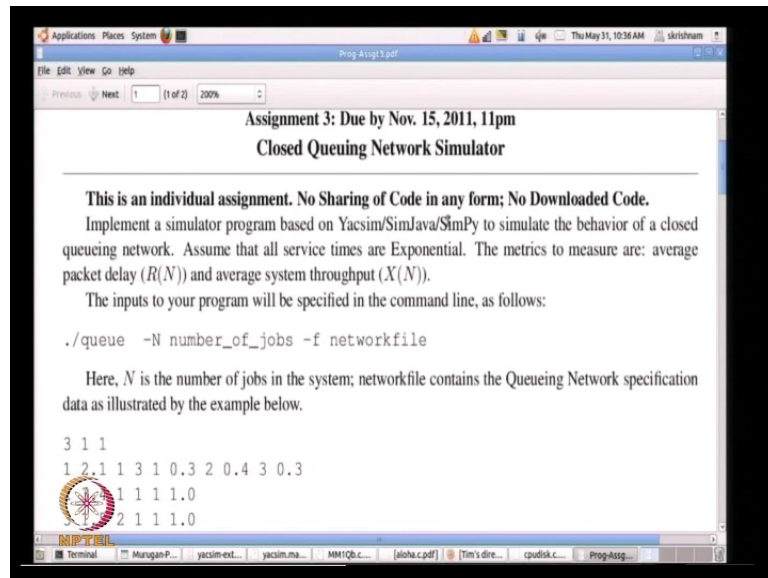 Applications Places System Thu May 31, 10:36 AM skrishnam
Prog-Assgt3.pdf
File Edit View Go Help
Previous Next 1 (1 of 2) 200%
Assignment 3: Due by Nov. 15, 2011, 11pm
Closed Queuing Network Simulator
This is an individual assignment. No Sharing of Code in any form; No Downloaded Code.
Implement a simulator program based on Yacsim/SimJava/SimPy to simulate the behavior of a closed
queueing network. Assume that all service times are Exponential. The metrics to measure are: average
packet delay (R(N)) and average system throughput (X(N)).
The inputs to your program will be specified in the command line, as follows:
./queue -N number_of_jobs -f networkfile
Here, N is the number of jobs in the system; networkfile contains the Queueing Network specification
data as illustrated by the example below.
3 1 1
1 2.1 1 3 1 0.3 2 0.4 3 0.3
1 1 1 1.0
2 1 1 1.0
NPTEL
Terminal Murugan-P... yacsim-ext... yacsim.ma... MM1Qb.c.... [aloha.c.pdf] [Tim's dire... cpudisk.c.... Prog-Assg...